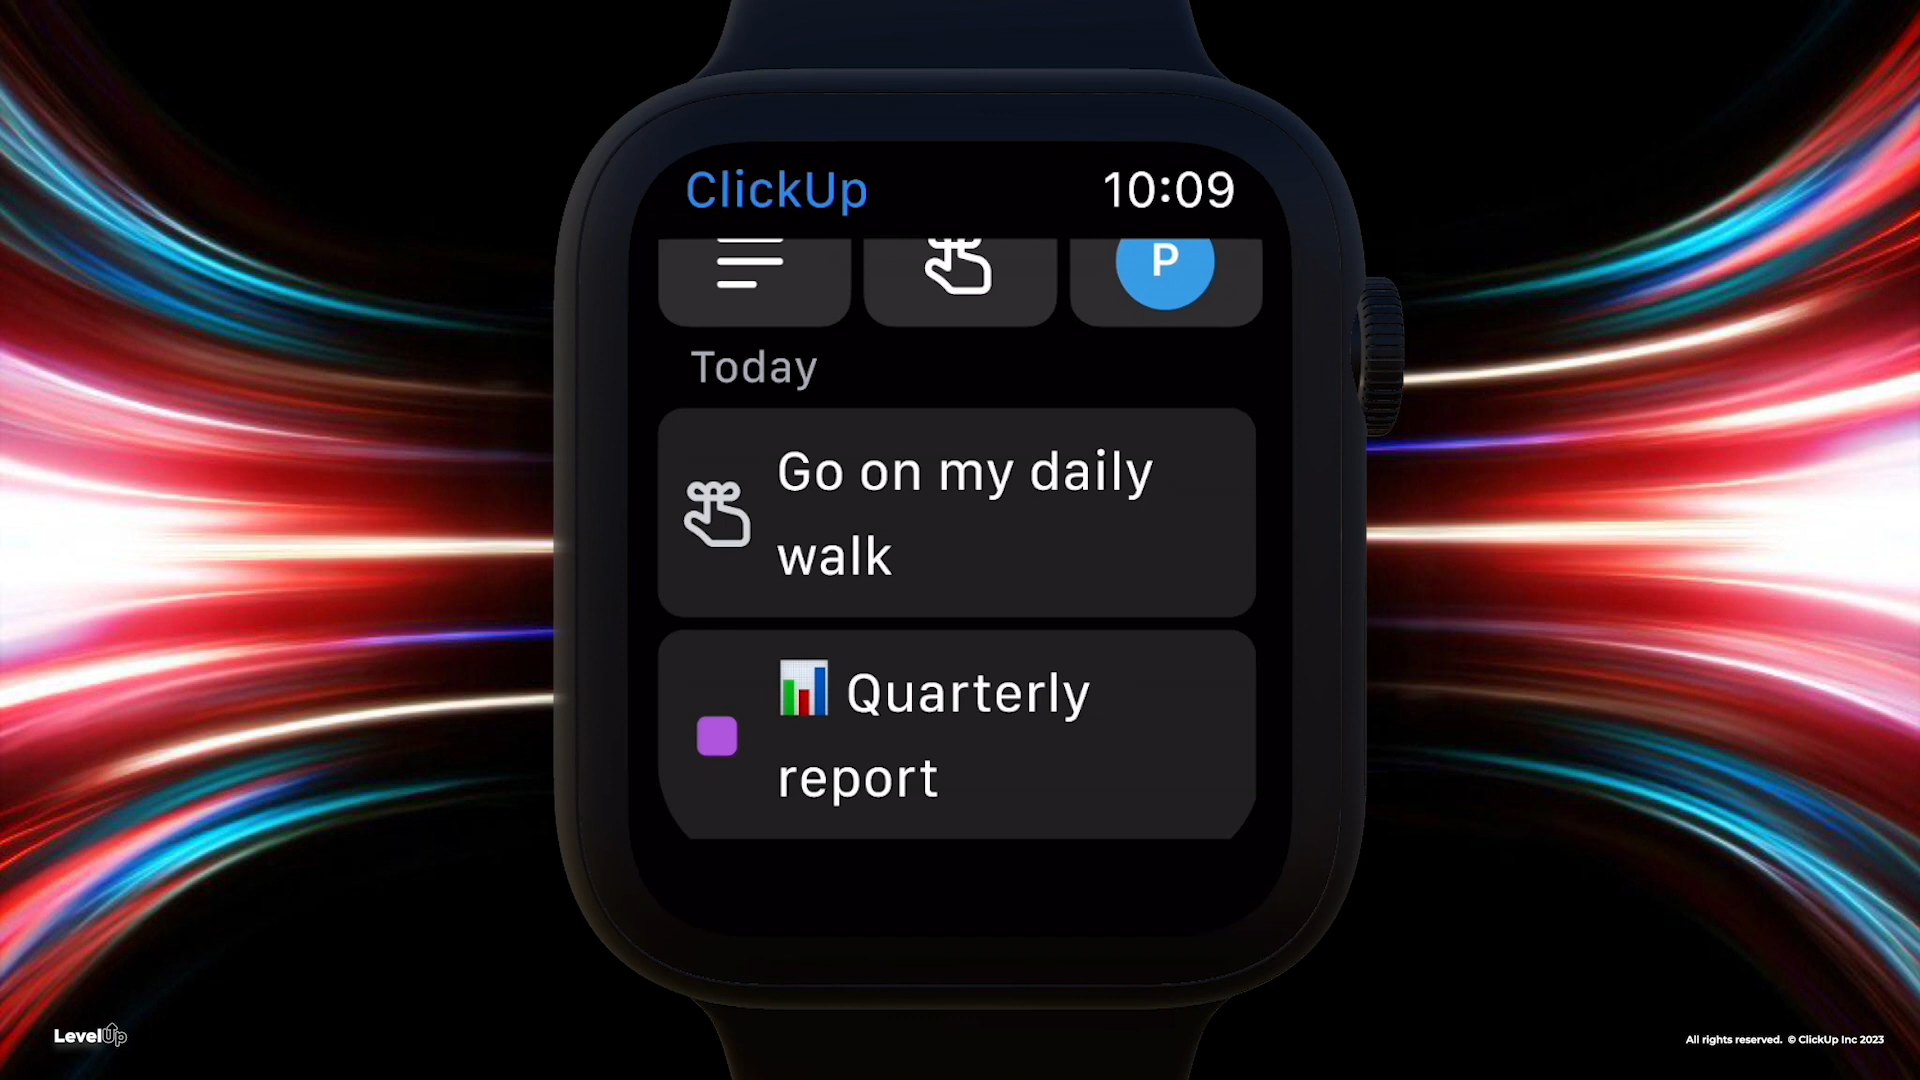 ClickUp 10:09
P
Today
Go on my daily
walk
📊 Quarterly
report
LevelUp
All rights reserved. © ClickUp Inc 2023